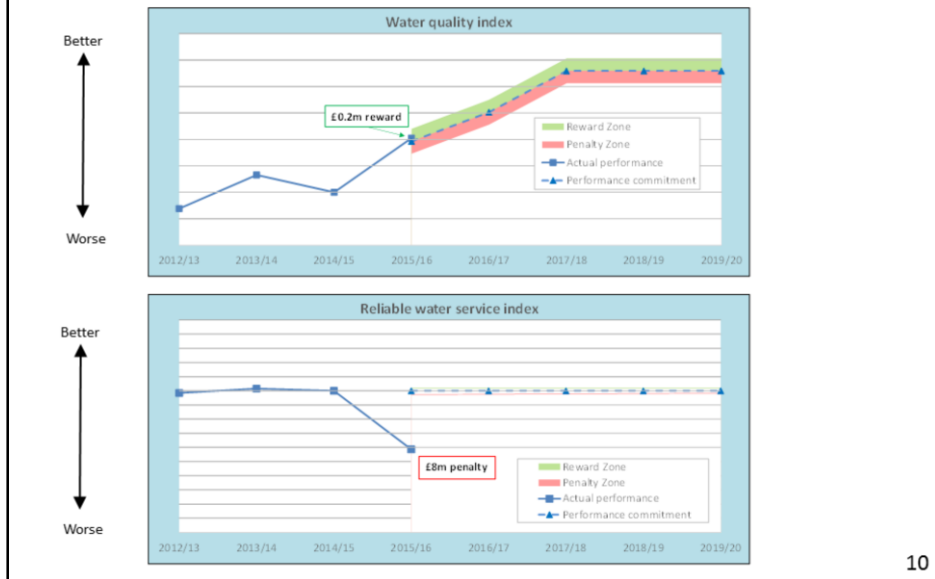 Water quality index
Better
£0.2m reward
Reward Zone
Penalty Zone
Actual performance
Performance commitment
Worse
2012/13 2013/14 2014/15 2015/16 2016/17 2017/18 2018/19 2019/20
Reliable water service index
Better
£8m penalty
Reward Zone
Penalty Zone
Actual performance
Performance commitment
Worse
2012/13 2013/14 2014/15 2015/16 2016/17 2017/18 2018/19 2019/20
10